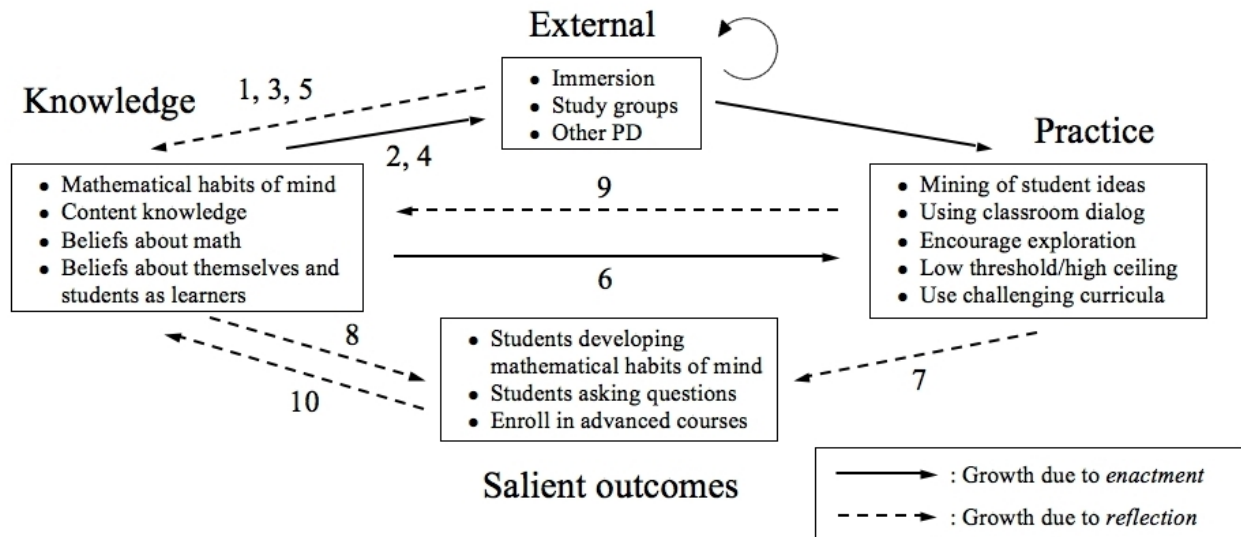 External
• Immersion
• Study groups
• Other PD
1, 3, 5
Knowledge
2, 4
Practice
• Mathematical habits of mind
• Content knowledge
• Beliefs about math
• Beliefs about themselves and
students as learners
9
6
• Mining of student ideas
• Using classroom dialog
• Encourage exploration
• Low threshold/high ceiling
• Use challenging curricula
8
10
• Students developing
mathematical habits of mind
• Students asking questions
• Enroll in advanced courses
7
Salient outcomes
: Growth due to enactment
: Growth due to reflection